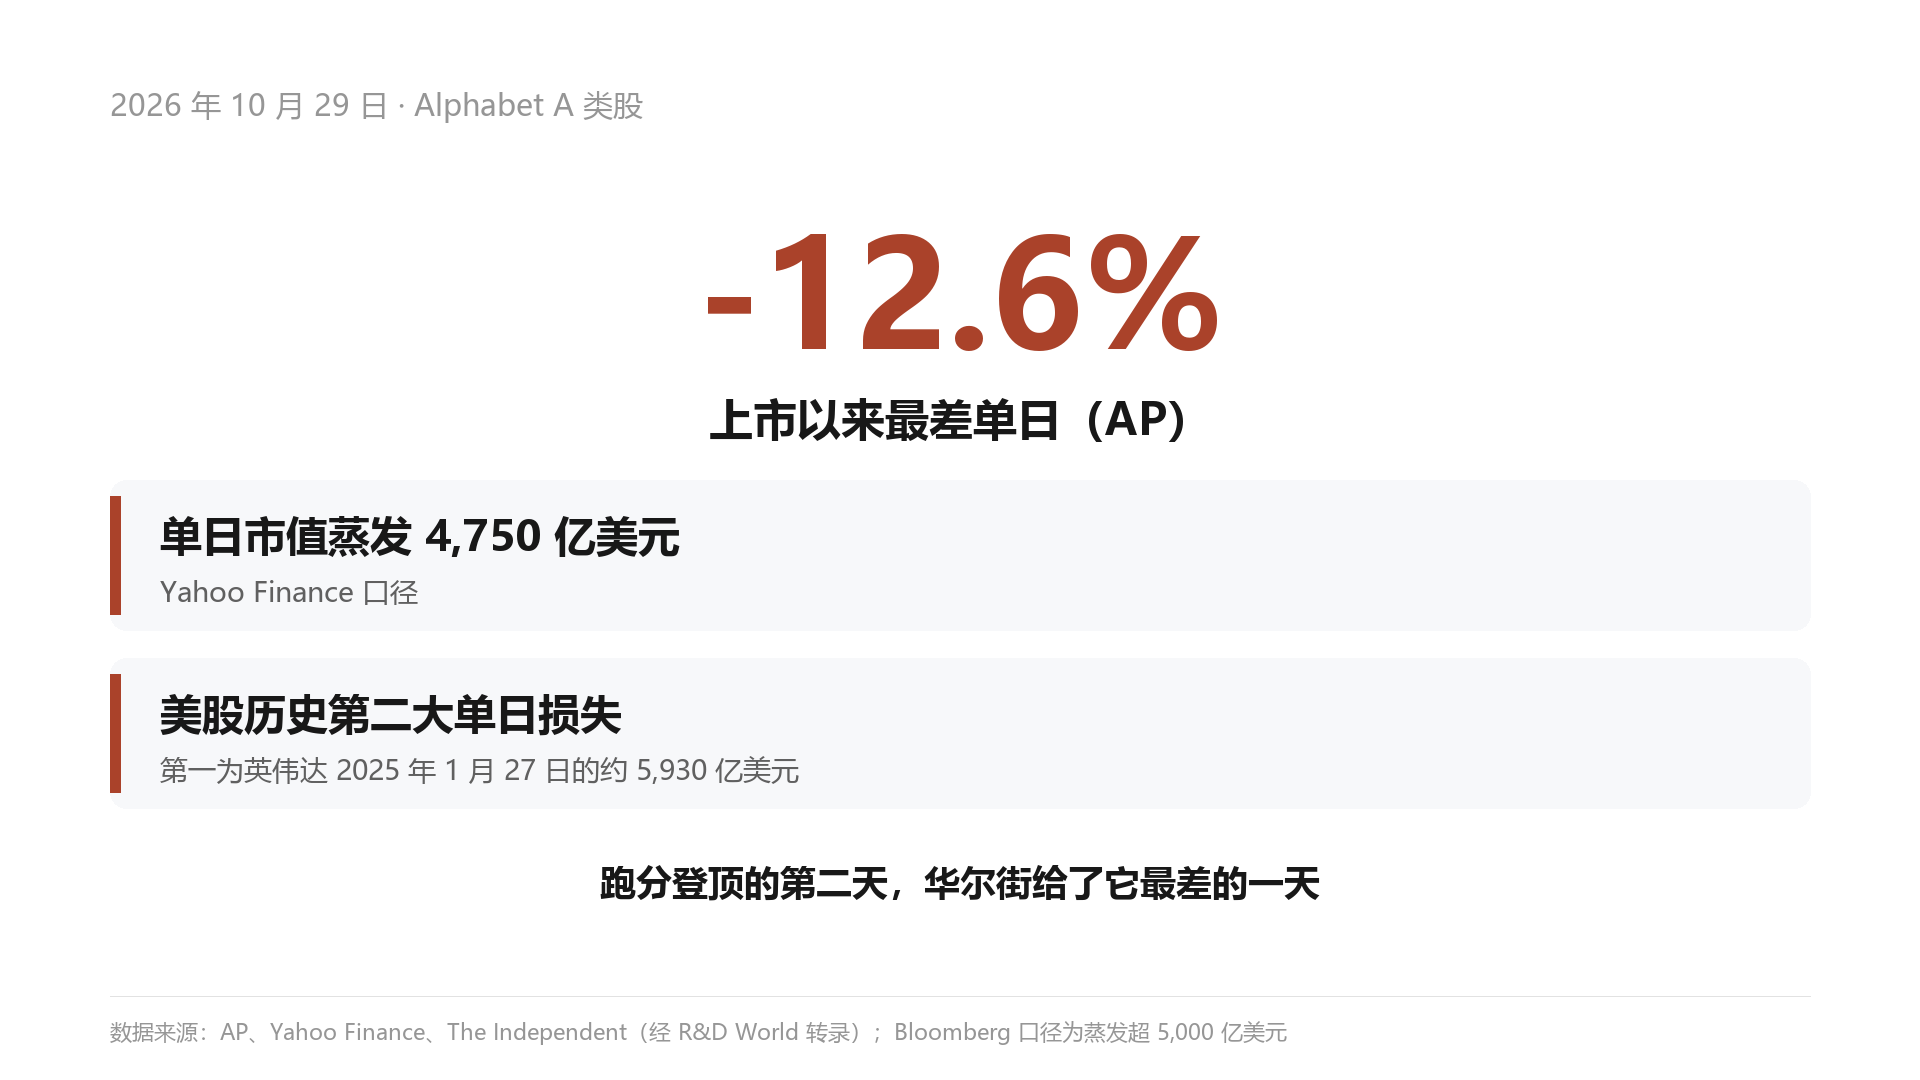 2026 年 10 月 29 日 · Alphabet A 类股
-12.6%
上市以来最差单日（AP）
单日市值蒸发 4,750 亿美元
Yahoo Finance 口径
美股历史第二大单日损失
第一为英伟达 2025 年 1 月 27 日的约 5,930 亿美元
跑分登顶的第二天，华尔街给了它最差的一天
数据来源：AP、Yahoo Finance、The Independent（经 R&D World 转录）；Bloomberg 口径为蒸发超 5,000 亿美元